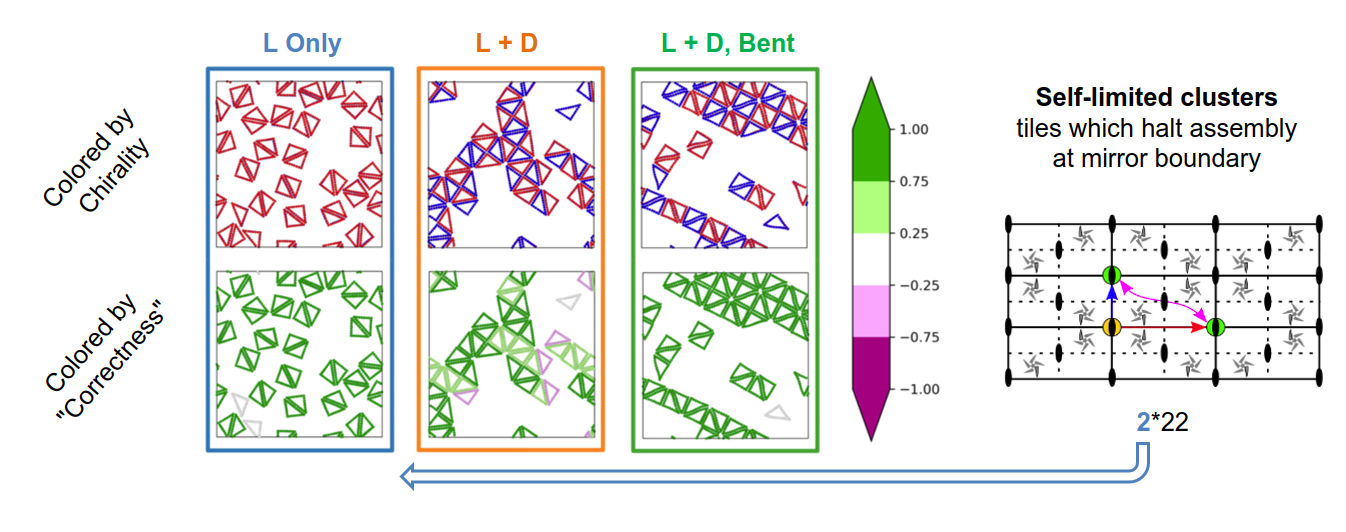 L Only
L + D
L + D, Bent
Colored by
Chirality
Colored by
"Correctness"
1.00
0.75
0.25
−0.25
−0.75
−1.00
Self-limited clusters
tiles which halt assembly
at mirror boundary
2*22